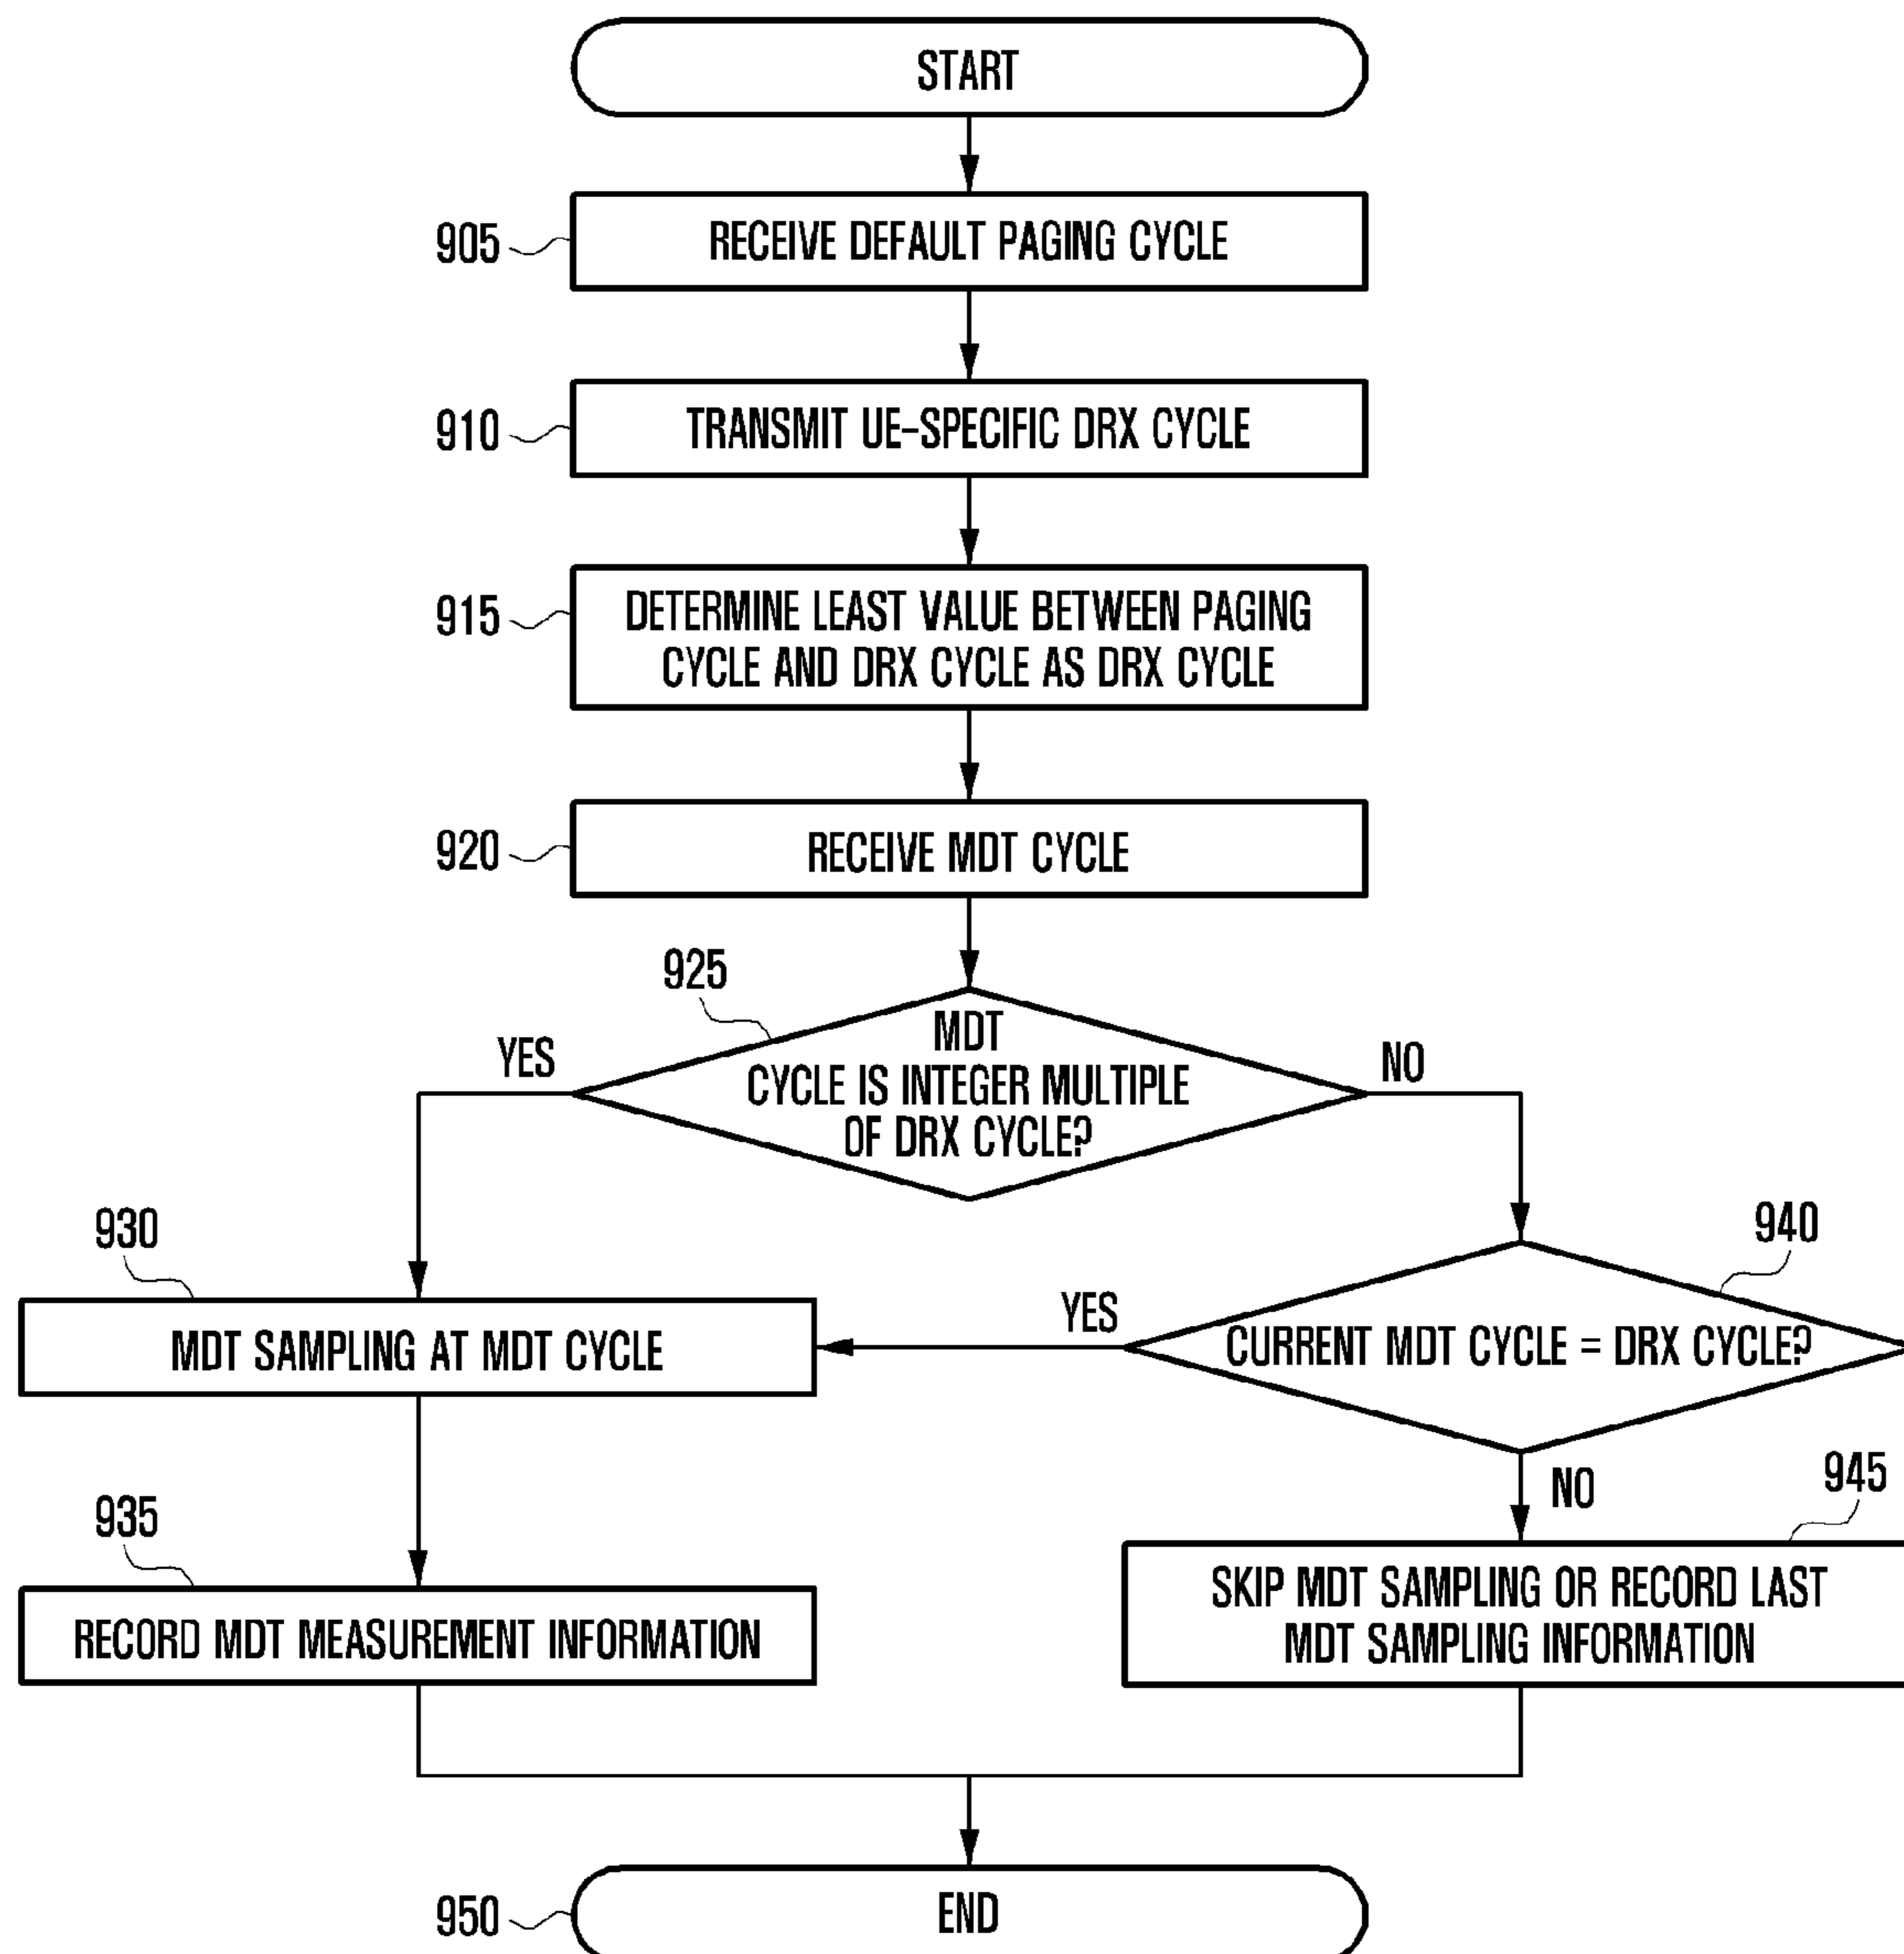 START
905
RECEIVE DEFAULT PAGING CYCLE
910
TRANSMIT UE-SPECIFIC DRX CYCLE
915
DETERMINE LEAST VALUE BETWEEN PAGING
CYCLE AND DRX CYCLE AS DRX CYCLE
920
RECEIVE MDT CYCLE
925
MDT
CYCLE IS INTEGER MULTIPLE
OF DRX CYCLE?
YES
NO
930
MDT SAMPLING AT MDT CYCLE
940
CURRENT MDT CYCLE = DRX CYCLE?
YES
NO
935
RECORD MDT MEASUREMENT INFORMATION
945
SKIP MDT SAMPLING OR RECORD LAST
MDT SAMPLING INFORMATION
950
END